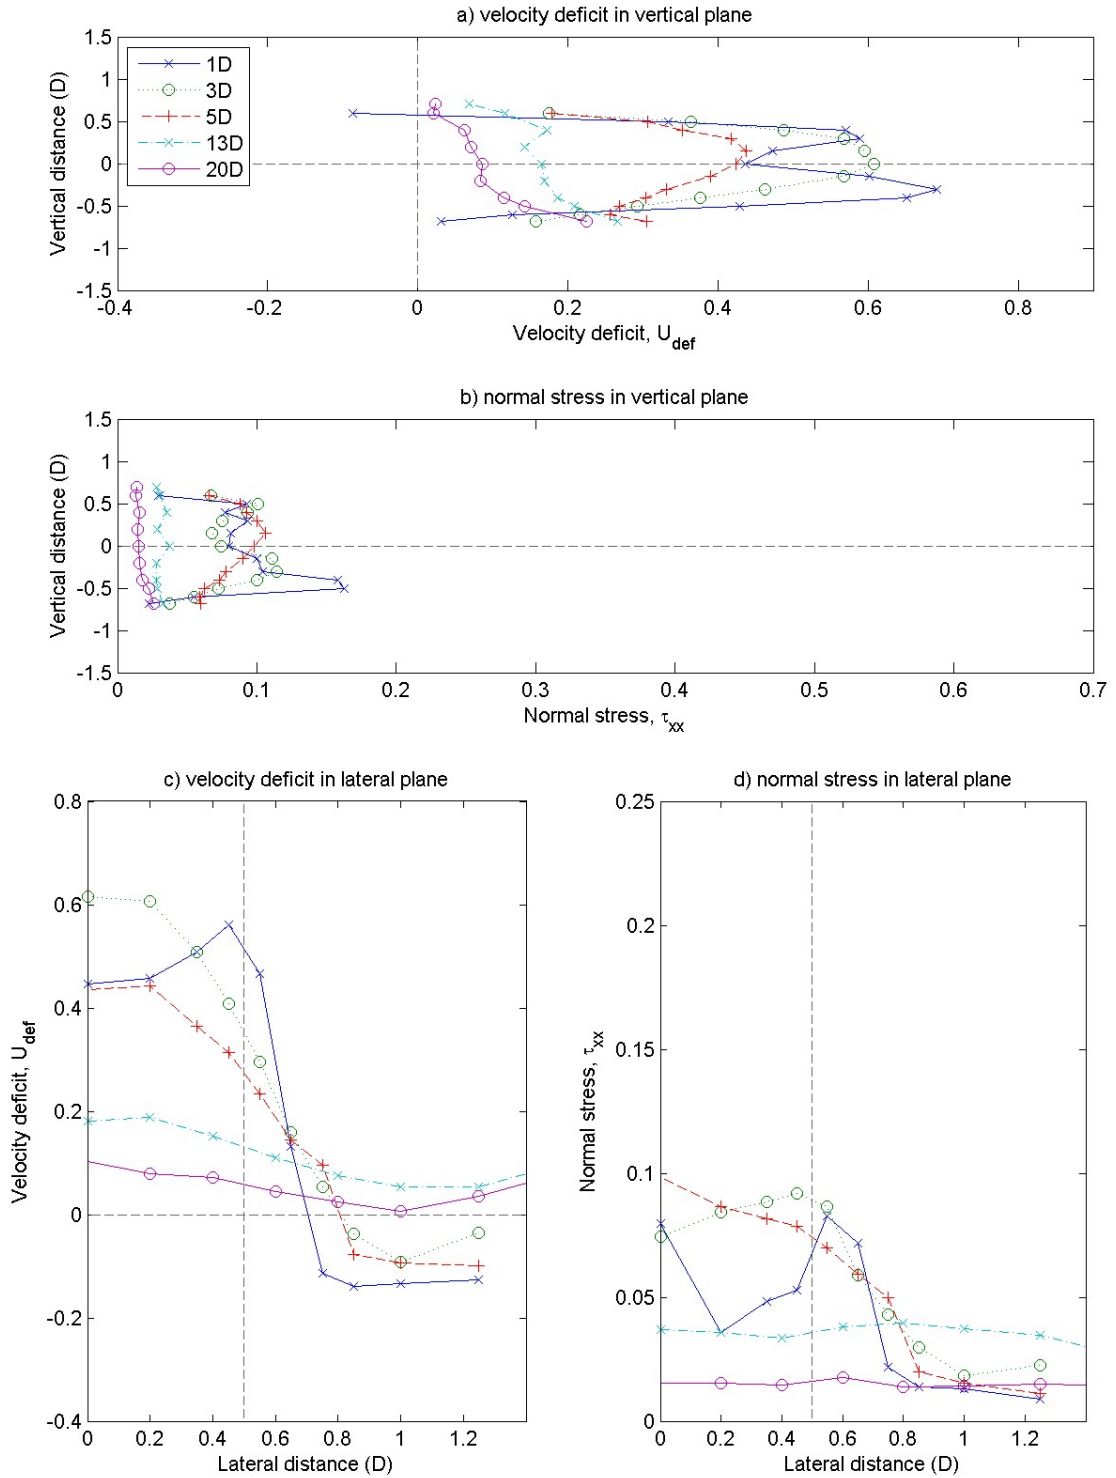 a) velocity deficit in vertical plane
1.5
1
0.5
0
-0.5
-1
-1.5
Vertical distance (D)
1D
3D
5D
13D
20D
-0.4 -0.2 0 0.2 0.4 0.6 0.8
Velocity deficit, U_def
b) normal stress in vertical plane
1.5
1
0.5
0
-0.5
-1
-1.5
Vertical distance (D)
0 0.1 0.2 0.3 0.4 0.5 0.6 0.7
Normal stress, τ_xx
c) velocity deficit in lateral plane
0.8
0.6
0.4
0.2
0
-0.2
-0.4
Velocity deficit, U_def
0 0.2 0.4 0.6 0.8 1 1.2
Lateral distance (D)
d) normal stress in lateral plane
0.25
0.2
0.15
0.1
0.05
0
Normal stress, τ_xx
0 0.2 0.4 0.6 0.8 1 1.2
Lateral distance (D)